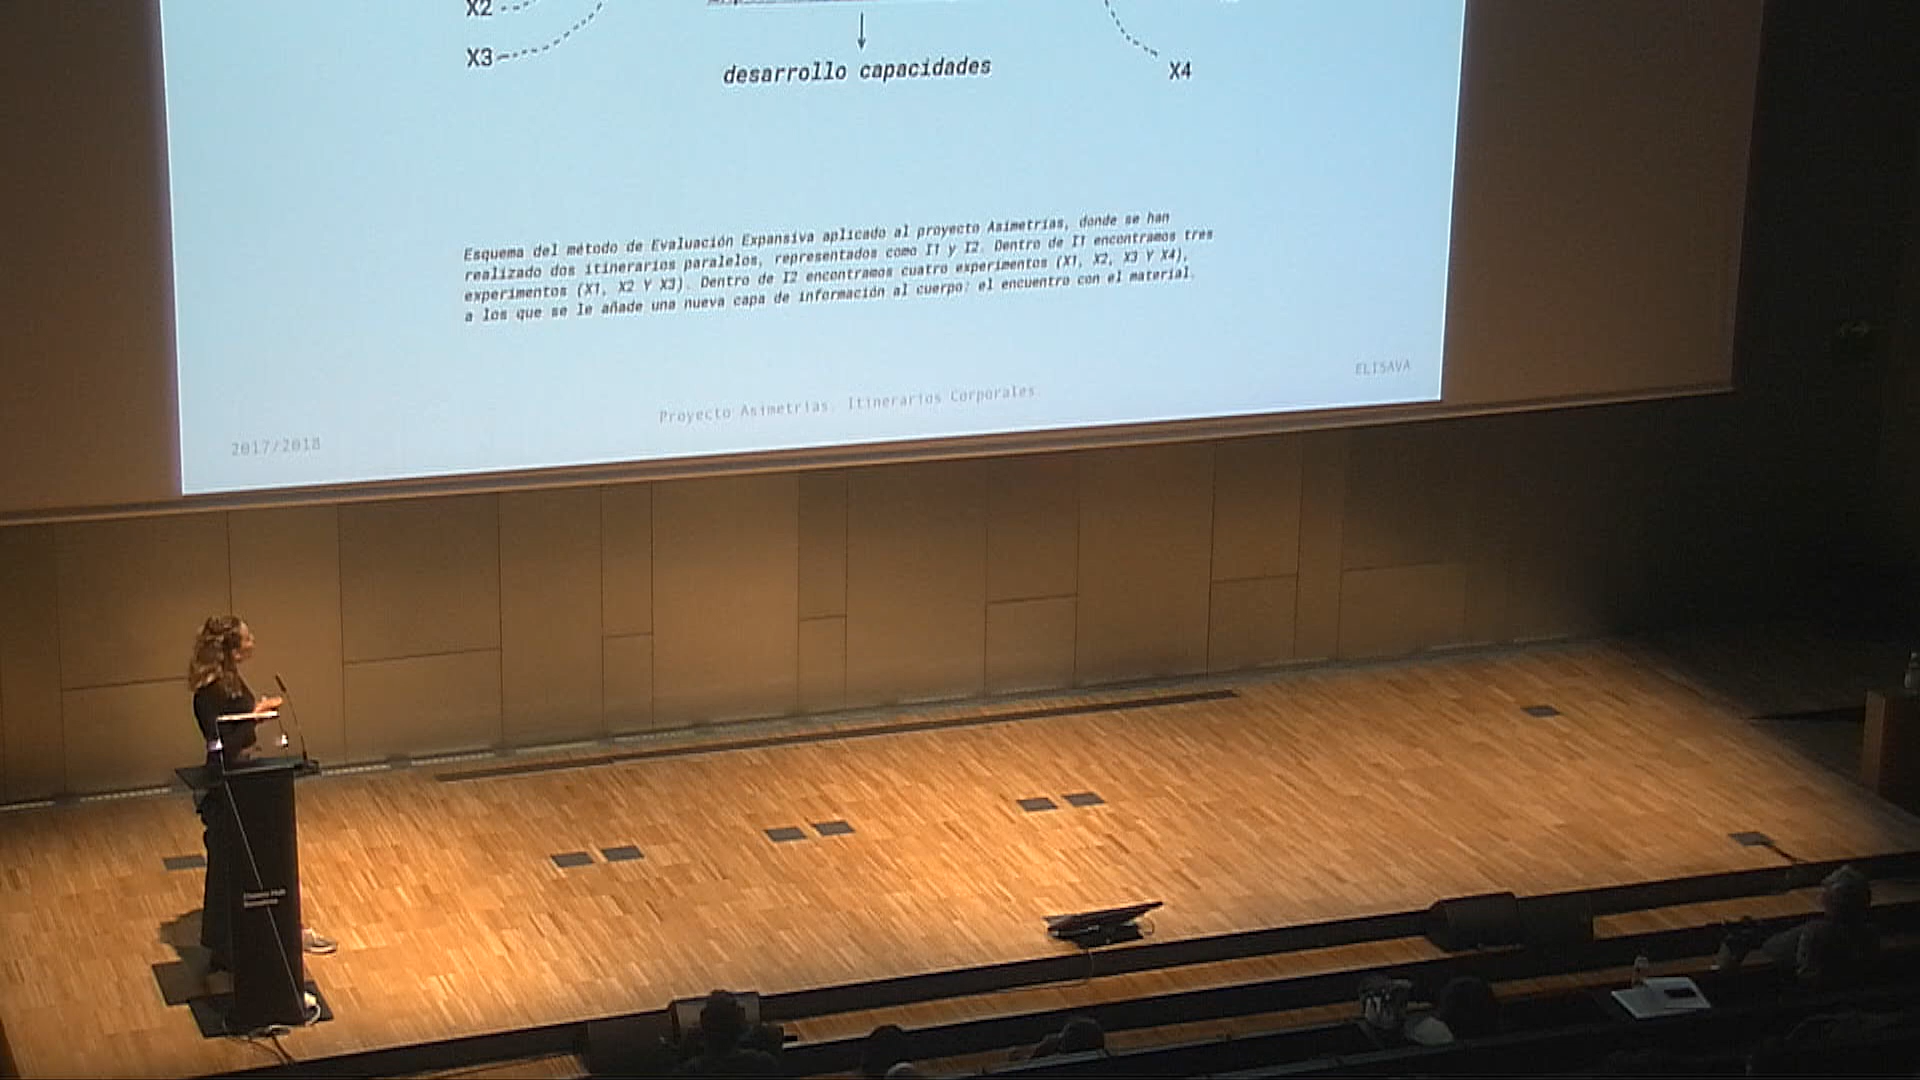 X2
X3
desarrollo capacidades
X4
Esquema del método de Evaluación Expansiva aplicado al proyecto Asimetrías, donde se han
realizado dos itinerarios paralelos, representados como I1 y I2. Dentro de I1 encontramos tres
experimentos (X1, X2 Y X3). Dentro de I2 encontramos cuatro experimentos (X1, X2, X3 Y X4),
a los que se le añade una nueva capa de información al cuerpo: el encuentro con el material.
ELISAVA
Proyecto Asimetrías. Itinerarios Corporales
2017/2018
Disseny Hub
Barcelona